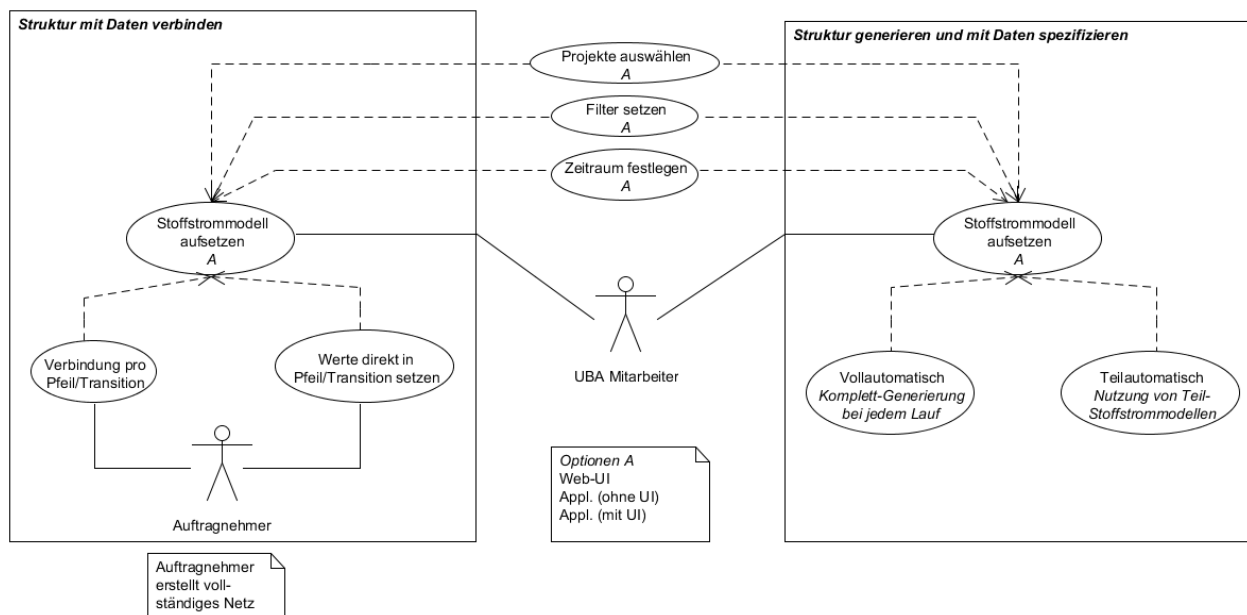 Struktur mit Daten verbinden
Struktur generieren und mit Daten spezifizieren
Projekte auswählen
A
Filter setzen
A
Zeitraum festlegen
A
Stoffstrommodell
aufsetzen
A
Stoffstrommodell
aufsetzen
A
Verbindung pro
Pfeil/Transition
Werte direkt in
Pfeil/Transition setzen
UBA Mitarbeiter
Vollautomatisch
Komplett-Generierung
bei jedem Lauf
Teilautomatisch
Nutzung von Teil-
Stoffstrommodellen
Auftragnehmer
Optionen A
Web-UI
Appl. (ohne UI)
Appl. (mit UI)
Auftragnehmer
erstellt voll-
ständiges Netz